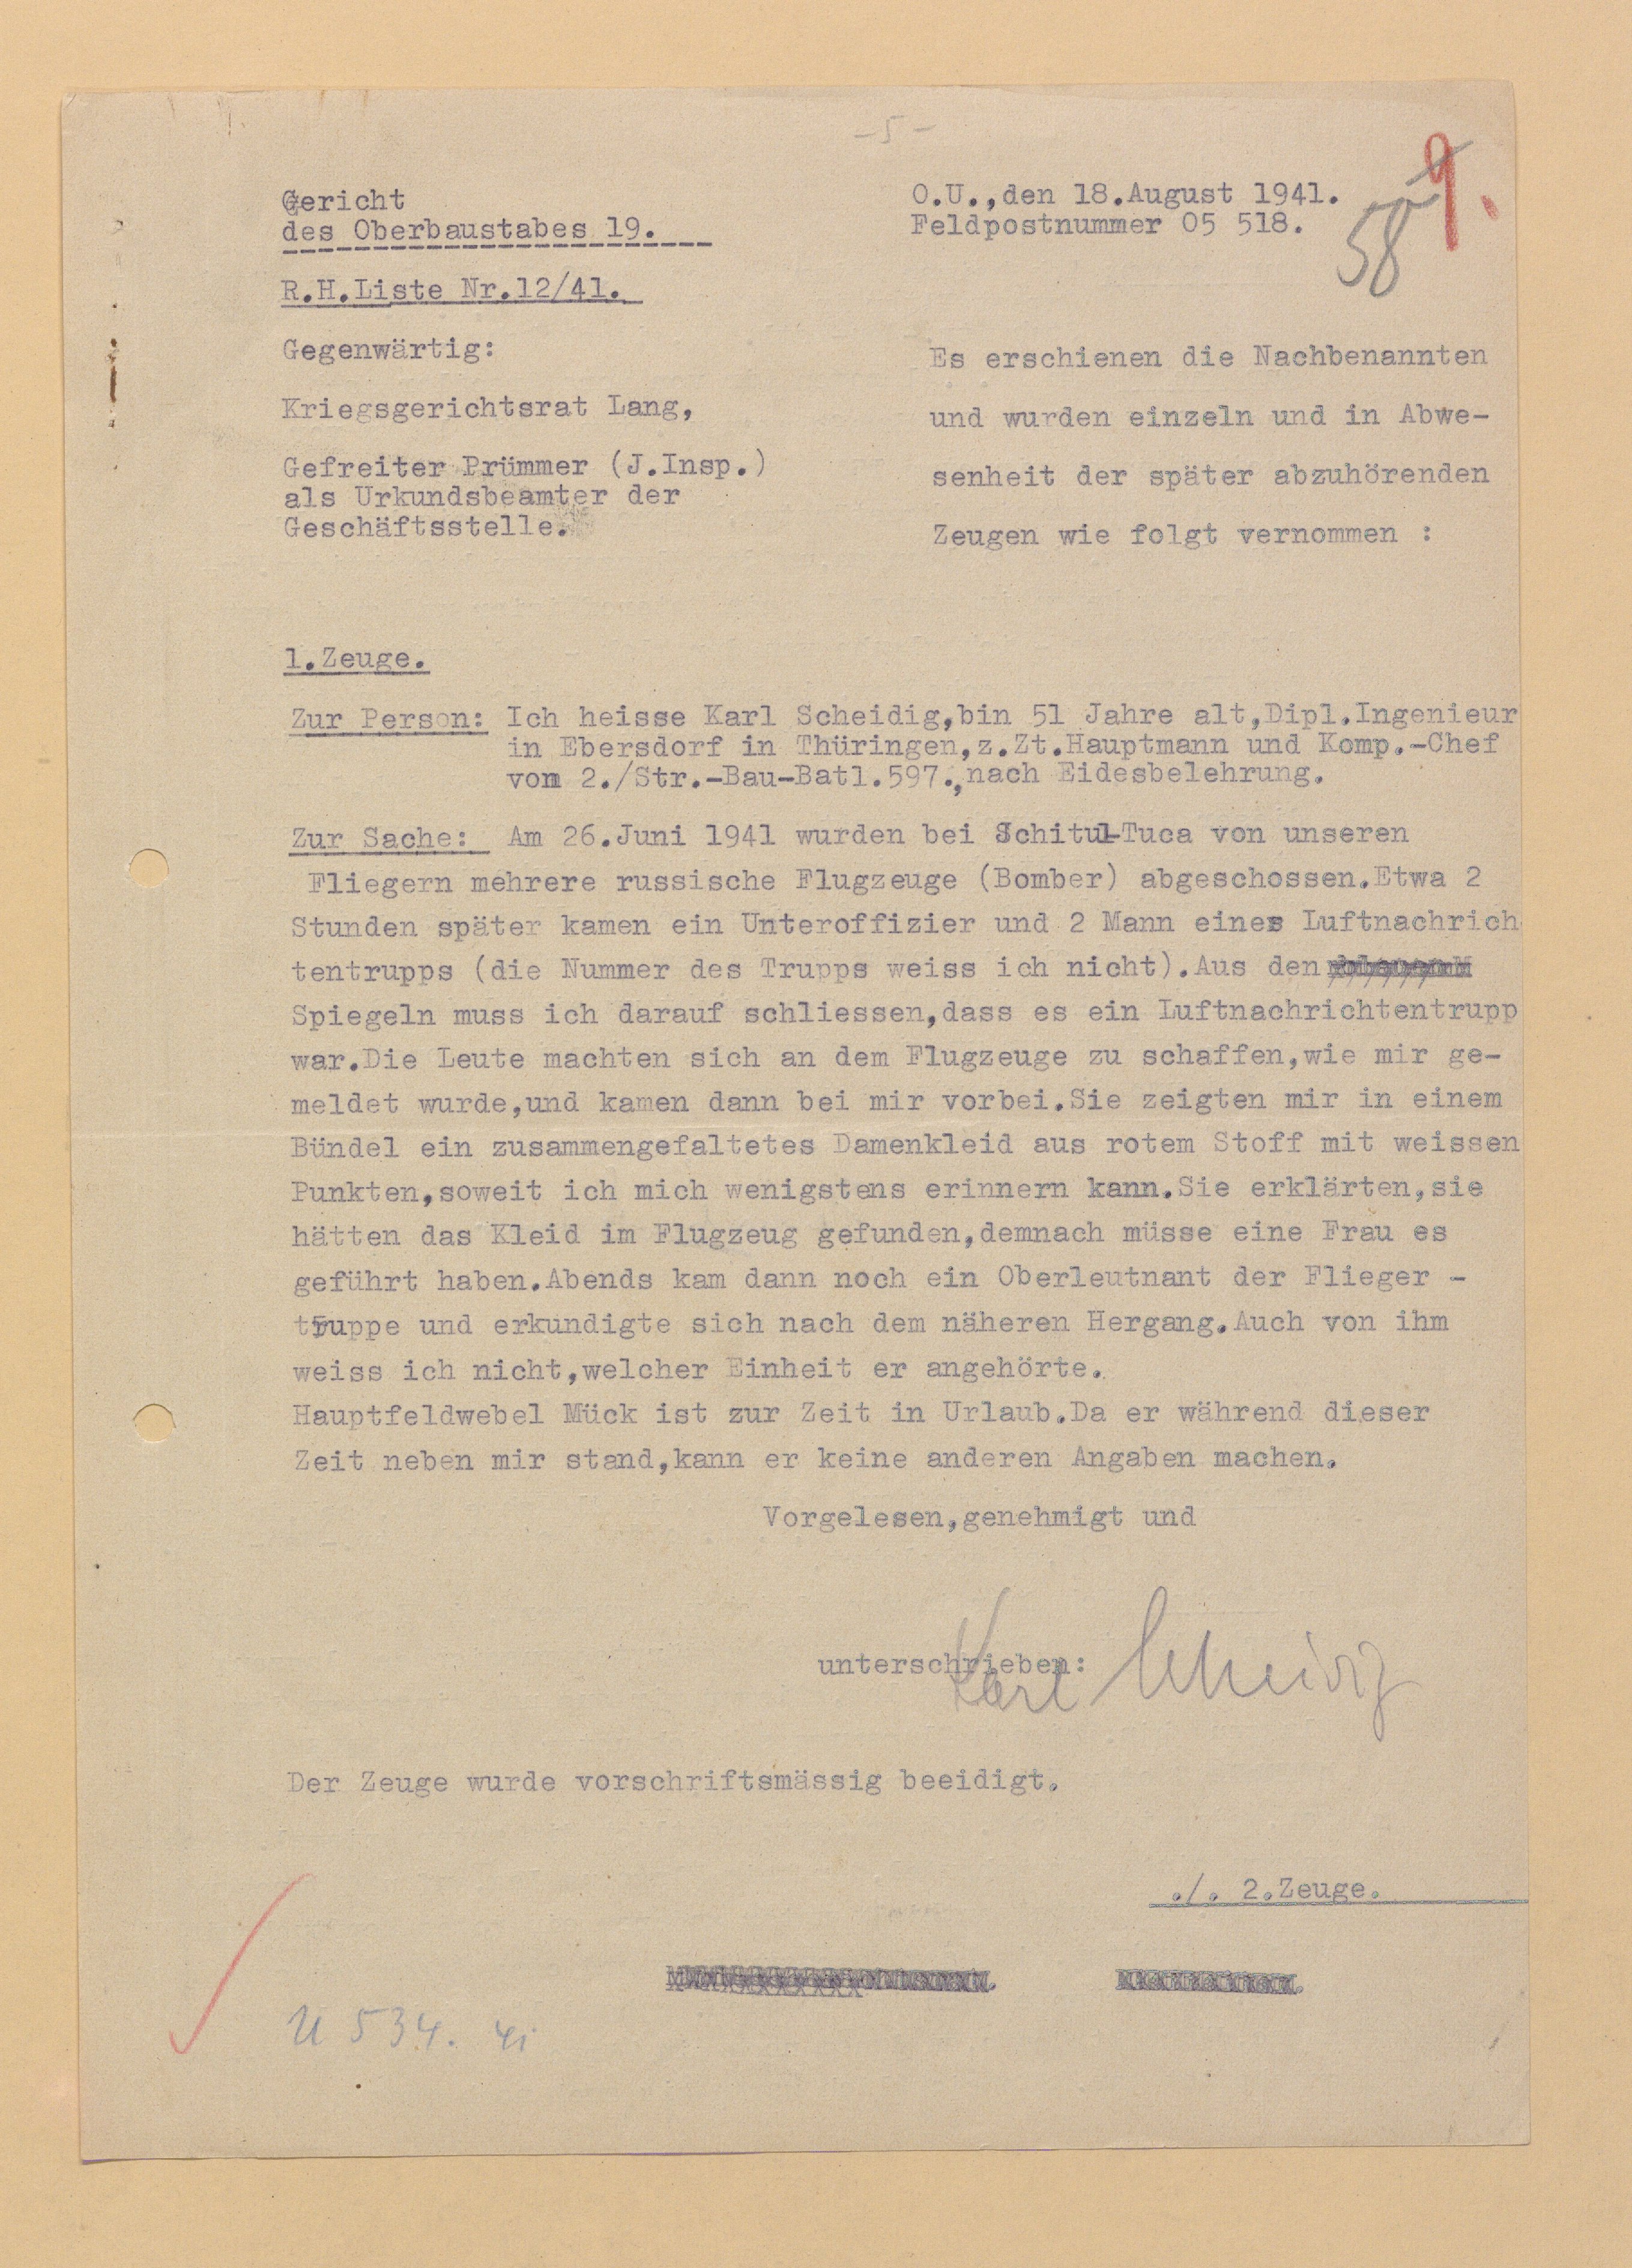 - 5 -
9.
58
Gericht
des Oberbaustabes 19.
O.U.,den 18.August 1941.
Feldpostnummer 05 518.
R.H.Liste Nr.12/41.
Gegenwärtig:
Kriegsgerichtsrat Lang,
Gefreiter Prümmer (J.Insp.)
als Urkundsbeamter der
Geschäftsstelle.
Es erschienen die Nachbenannten
und wurden einzeln und in Abwe-
senheit der später abzuhörenden
Zeugen wie folgt vernommen :
1.Zeuge.
Zur Person: Ich heisse Karl Scheidig,bin 51 Jahre alt,Dipl.Ingenieur
in Ebersdorf in Thüringen,z.Zt.Hauptmann und Komp.-Chef
von 2./Str.-Bau-Batl.597.,nach Eidesbelehrung.
Zur Sache: Am 26.Juni 1941 wurden bei Schitul-Tuca von unseren
Fliegern mehrere russische Flugzeuge (Bomber) abgeschossen.Etwa 2
Stunden später kamen ein Unteroffizier und 2 Mann eines Luftnachrich
tentrupps (die Nummer des Trupps weiss ich nicht).Aus den
Spiegeln muss ich darauf schliessen,dass es ein Luftnachrichtentrupp
war.Die Leute machten sich an dem Flugzeuge zu schaffen,wie mir ge-
meldet wurde,und kamen dann bei mir vorbei.Sie zeigten mir in einem
Bündel ein zusammengefaltetes Damenkleid aus rotem Stoff mit weissen
Punkten,soweit ich mich wenigstens erinnern kann.Sie erklärten,sie
hätten das Kleid im Flugzeug gefunden,demnach müsse eine Frau es
geführt haben.Abends kam dann noch ein Oberleutnant der Flieger -
truppe und erkundigte sich nach dem näheren Hergang.Auch von ihm
weiss ich nicht,welcher Einheit er angehörte.
Hauptfeldwebel Mück ist zur Zeit in Urlaub.Da er während dieser
Zeit neben mir stand,kann er keine anderen Angaben machen.
Vorgelesen,genehmigt und
unterschrieben: Karl Scheidig
Der Zeuge wurde vorschriftsmässig beeidigt.
./. 2.Zeuge.
U 534.